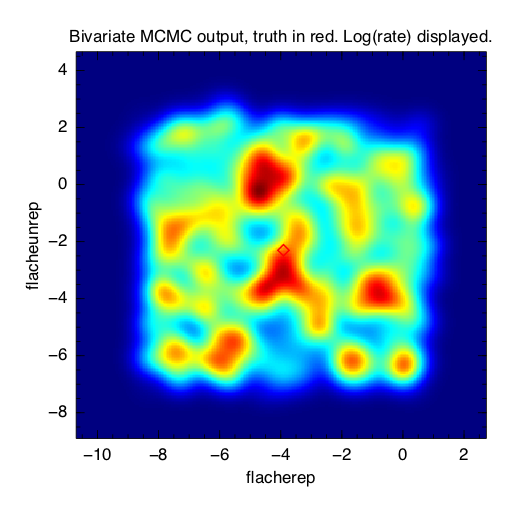 Bivariate MCMC output, truth in red. Log(rate) displayed.
4
2
0
−2
−4
−6
−8
flacheunrep
−10 −8 −6 −4 −2 0 2
flacherep